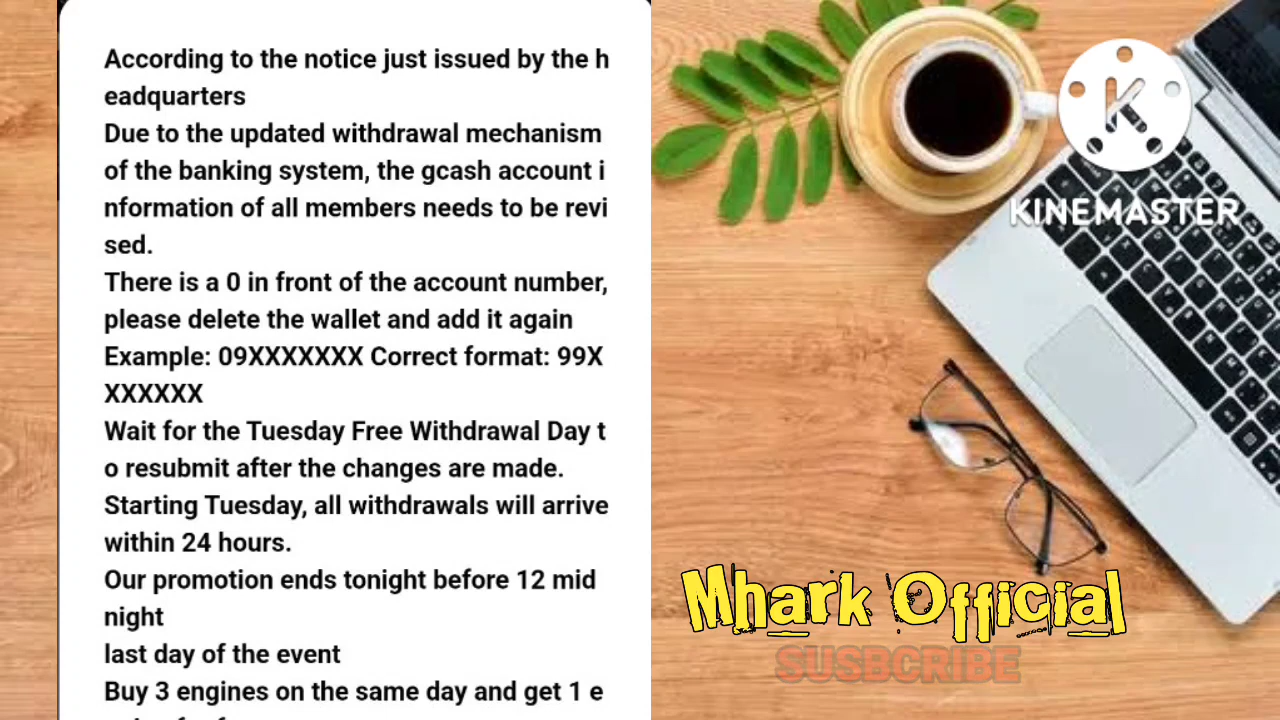 According to the notice just issued by the h
eadquarters
Due to the updated withdrawal mechanism
of the banking system, the gcash account i
nformation of all members needs to be revi
sed.
There is a 0 in front of the account number,
please delete the wallet and add it again
Example: 09XXXXXXX Correct format: 99X
XXXXXX
Wait for the Tuesday Free Withdrawal Day t
o resubmit after the changes are made.
Starting Tuesday, all withdrawals will arrive
within 24 hours.
Our promotion ends tonight before 12 mid
night
last day of the event
Buy 3 engines on the same day and get 1 e
K
KINEMASTER
Mhark Official
SUSBCRIBE